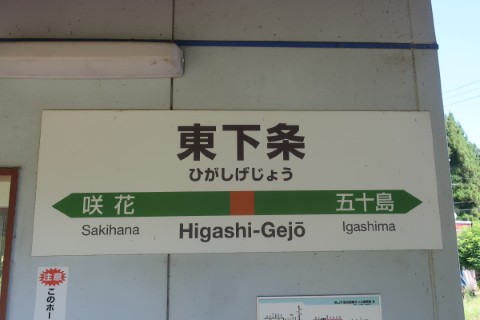 東下条
ひがしげじょう
咲花
五十島
Sakihana
Higashi-Gejō
Igashima
注意
このホー